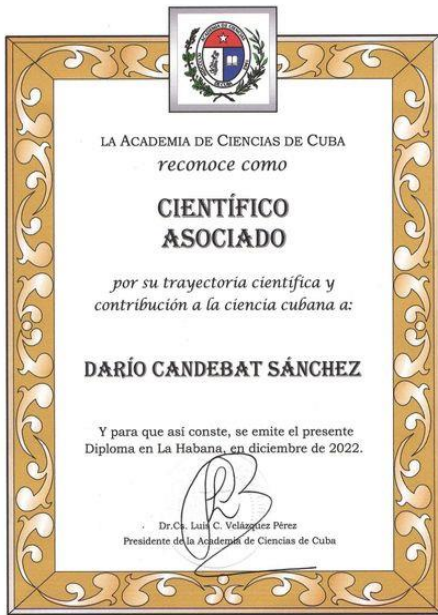 LA ACADEMIA DE CIENCIAS DE CUBA
reconoce como
CIENTÍFICO
ASOCIADO
por su trayectoria científica y
contribución a la ciencia cubana a:
DARÍO CANDEBAT SÁNCHEZ
Y para que así conste, se emite el presente
Diploma en La Habana, en diciembre de 2022.
Dr.Cs. Luis C. Velázquez Pérez
Presidente de la Academia de Ciencias de Cuba